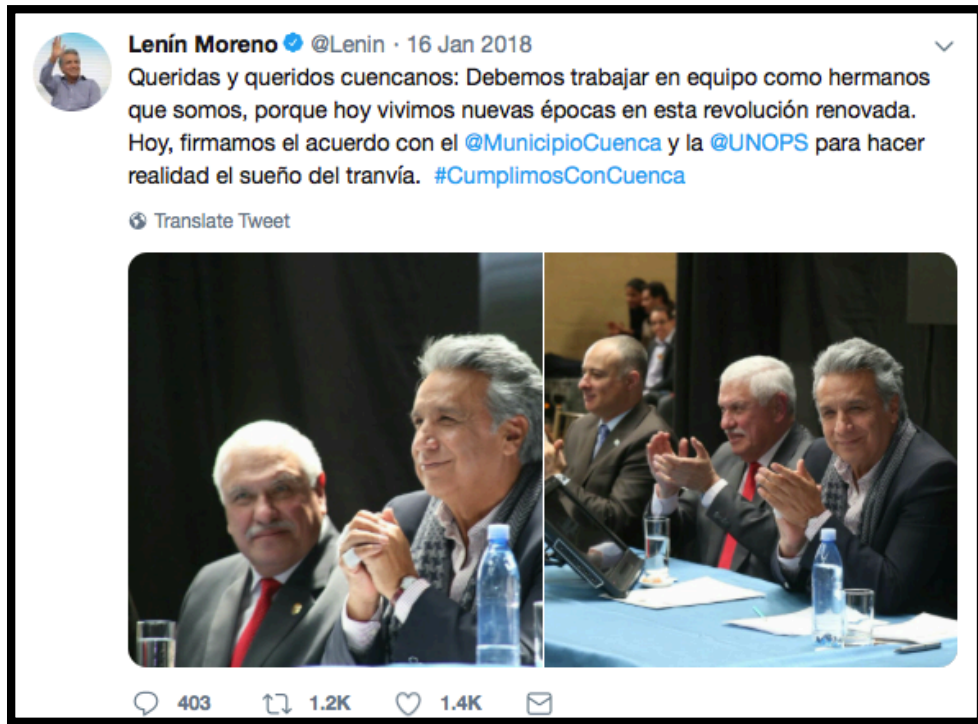 Lenín Moreno @Lenin · 16 Jan 2018
Queridas y queridos cuencanos: Debemos trabajar en equipo como hermanos
que somos, porque hoy vivimos nuevas épocas en esta revolución renovada.
Hoy, firmamos el acuerdo con el @MunicipioCuenca y la @UNOPS para hacer
realidad el sueño del tranvía. #CumplimosConCuenca
Translate Tweet
403 1.2K 1.4K